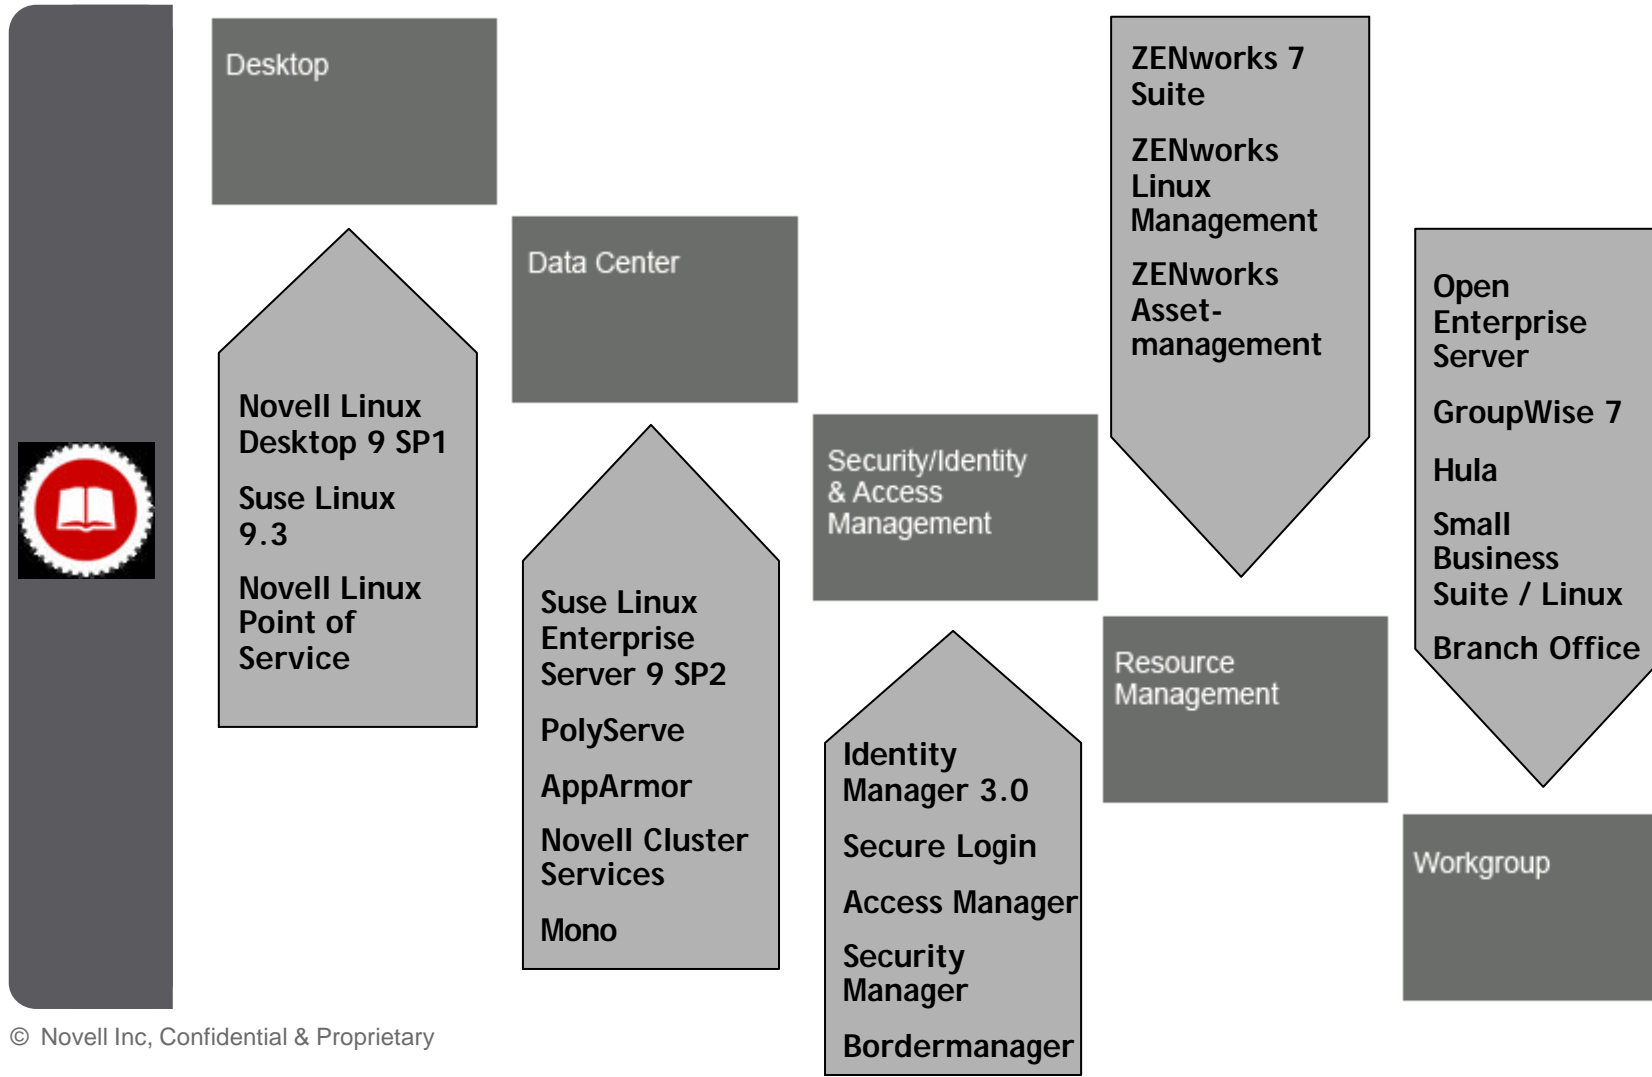 Desktop
Novell Linux
Desktop 9 SP1
Suse Linux
9.3
Novell Linux
Point of
Service
Data Center
Suse Linux
Enterprise
Server 9 SP2
PolyServe
AppArmor
Novell Cluster
Services
Mono
Security/Identity
& Access
Management
Identity
Manager 3.0
Secure Login
Access Manager
Security
Manager
Bordermanager
ZENworks 7
Suite
ZENworks
Linux
Management
ZENworks
Asset-
management
Resource
Management
Open
Enterprise
Server
GroupWise 7
Hula
Small
Business
Suite / Linux
Branch Office
Workgroup
© Novell Inc, Confidential & Proprietary